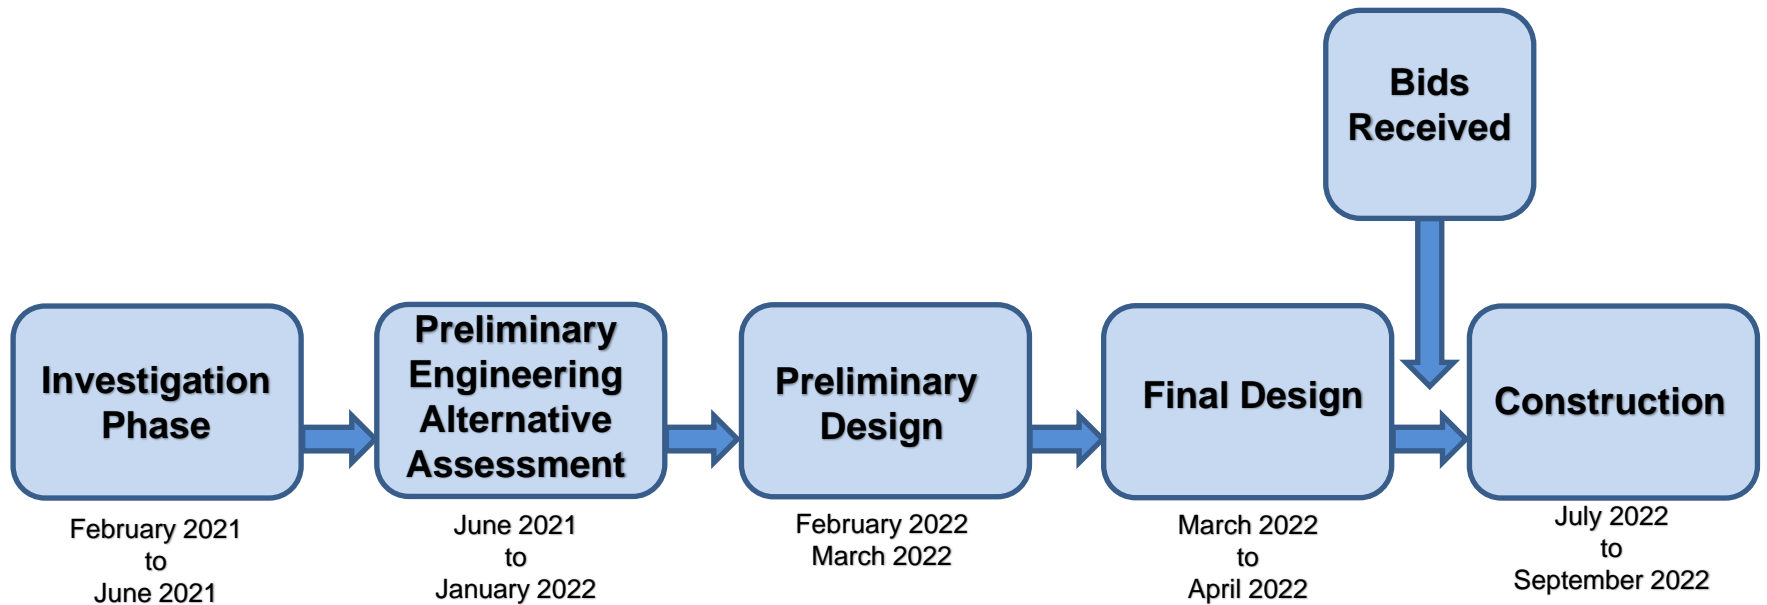 Bids
Received
Investigation
Phase
Preliminary
Engineering
Alternative
Assessment
Preliminary
Design
Final Design
Construction
February 2021
to
June 2021
June 2021
to
January 2022
February 2022
March 2022
March 2022
to
April 2022
July 2022
to
September 2022